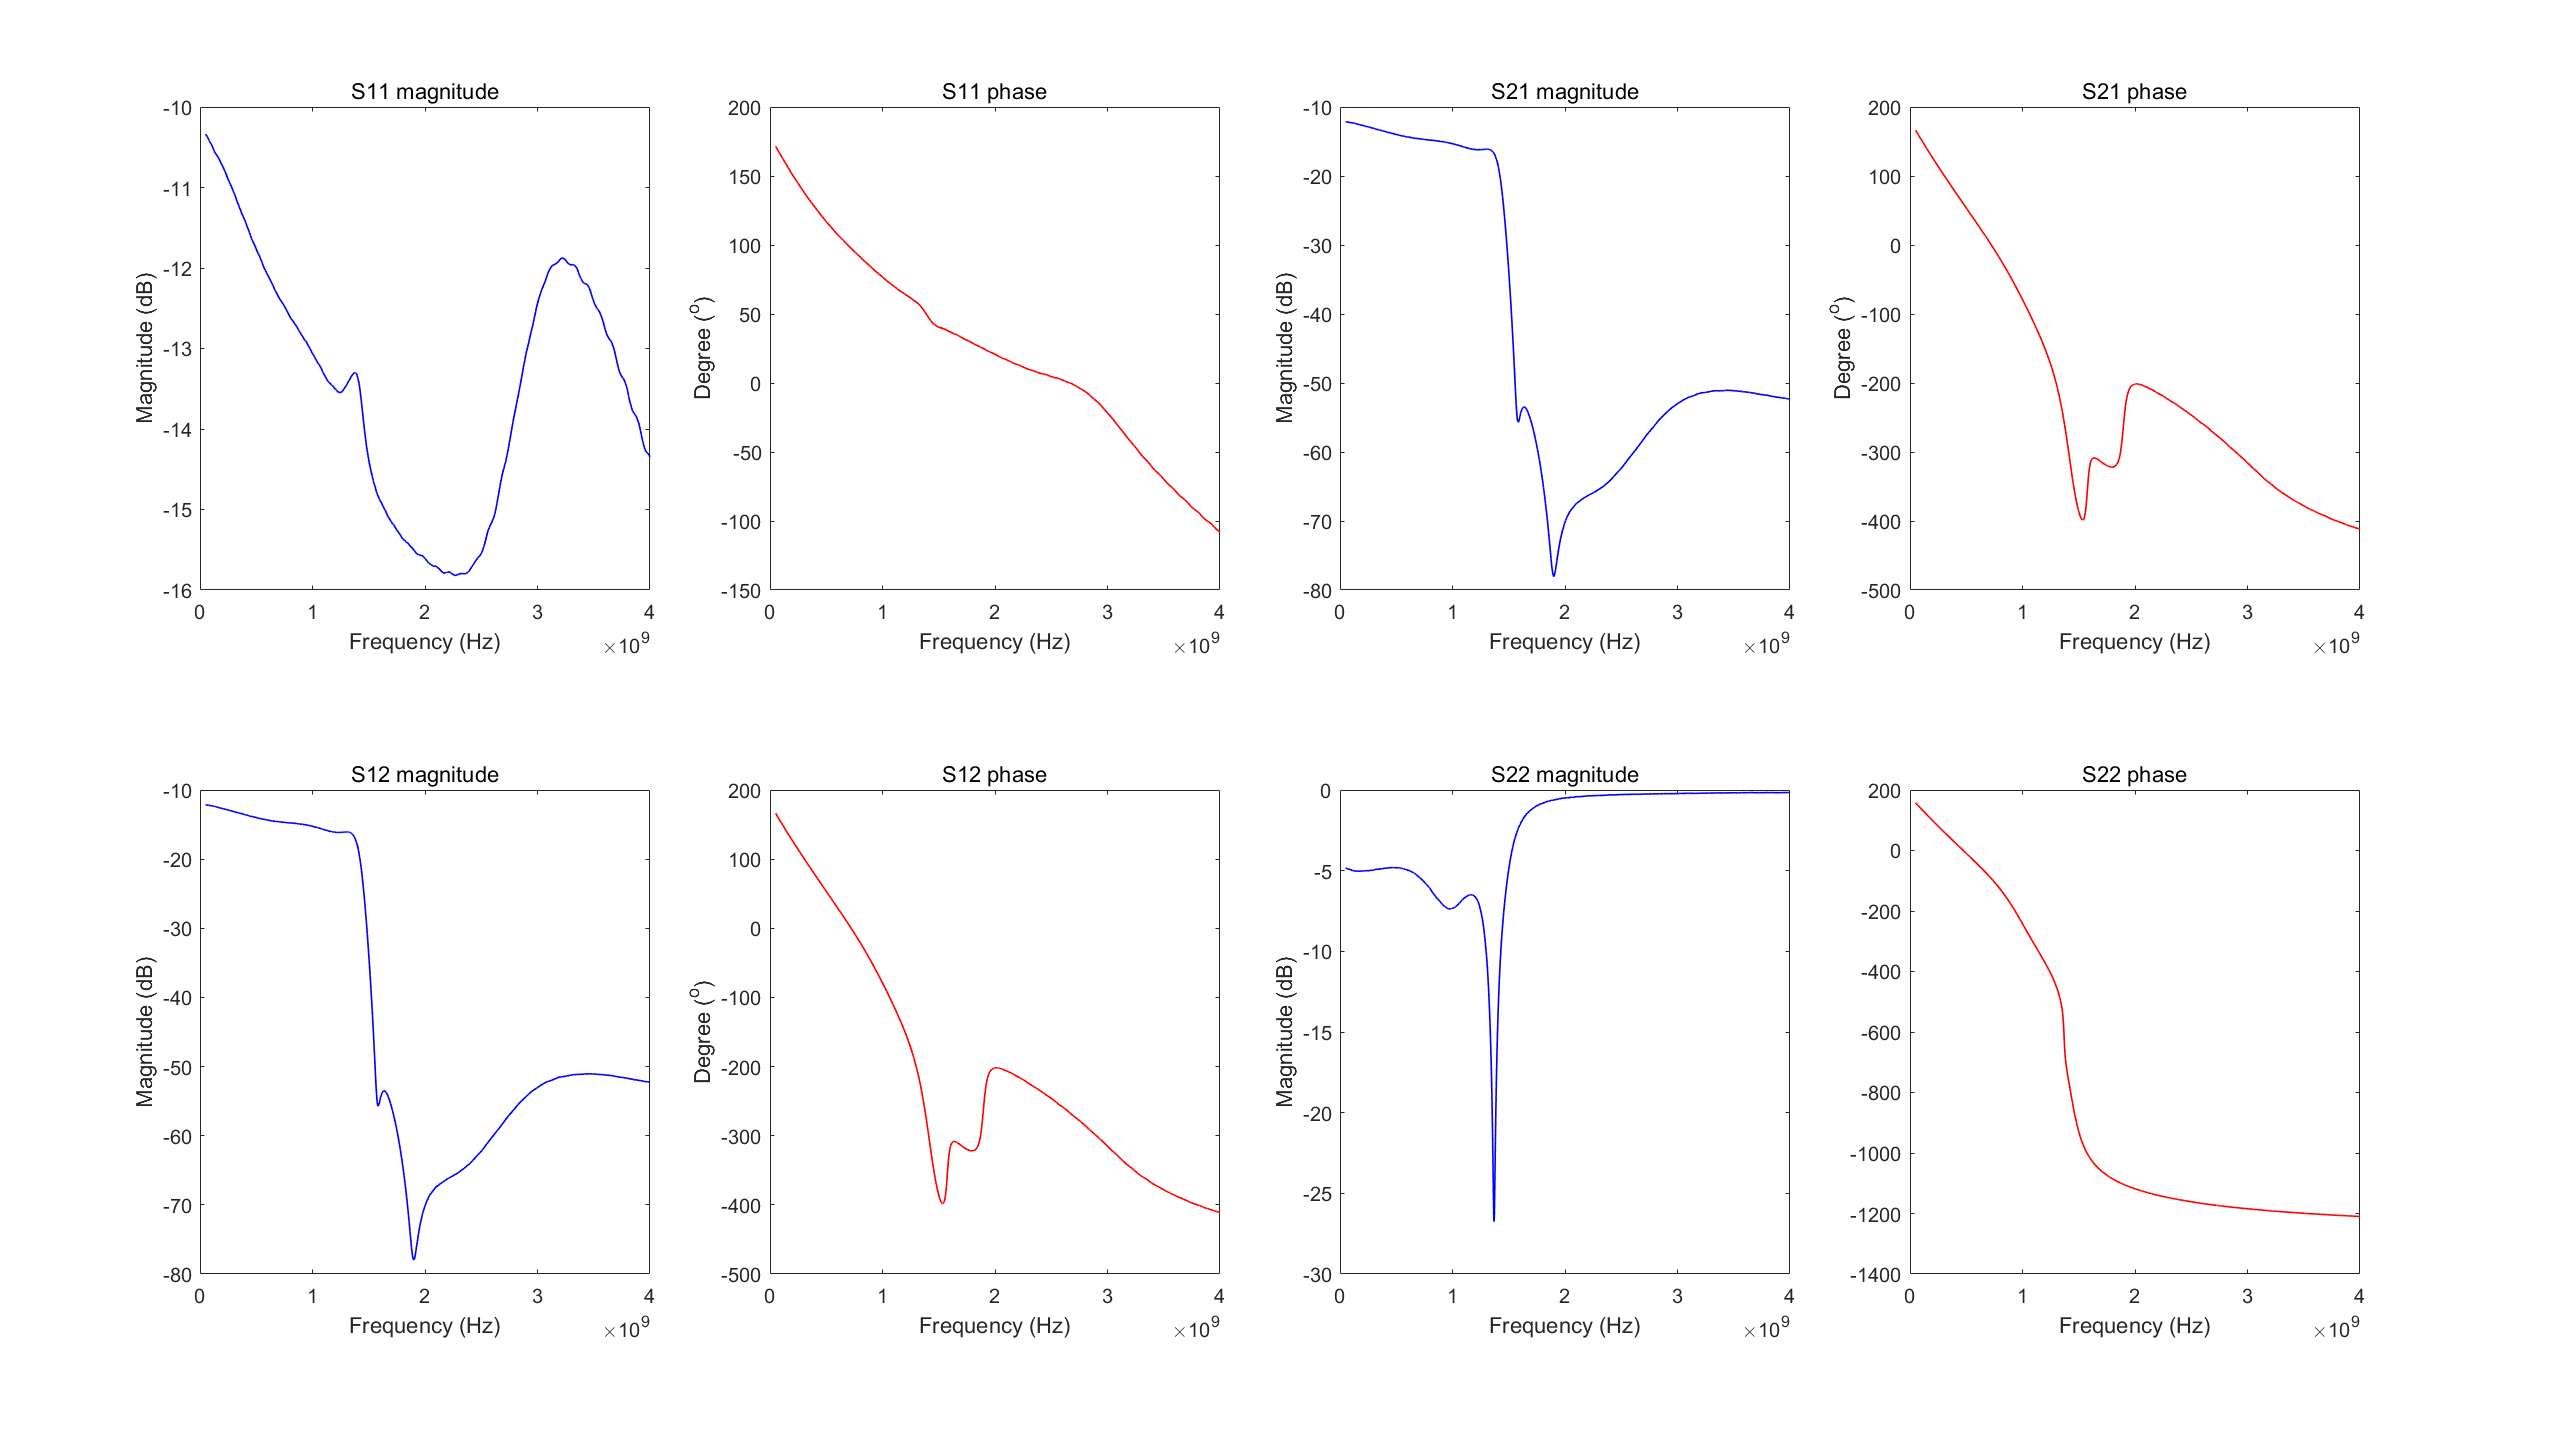 S11 magnitude
-10
-11
-12
-13
-14
-15
-16
Magnitude (dB)
0 1 2 3 4
Frequency (Hz)
×10^9
S11 phase
200
150
100
50
0
-50
-100
-150
Degree (^o)
0 1 2 3 4
Frequency (Hz)
×10^9
S21 magnitude
-10
-20
-30
-40
-50
-60
-70
-80
Magnitude (dB)
0 1 2 3 4
Frequency (Hz)
×10^9
S21 phase
200
100
0
-100
-200
-300
-400
-500
Degree (^o)
0 1 2 3 4
Frequency (Hz)
×10^9
S12 magnitude
-10
-20
-30
-40
-50
-60
-70
-80
Magnitude (dB)
0 1 2 3 4
Frequency (Hz)
×10^9
S12 phase
200
100
0
-100
-200
-300
-400
-500
Degree (^o)
0 1 2 3 4
Frequency (Hz)
×10^9
S22 magnitude
0
-5
-10
-15
-20
-25
-30
Magnitude (dB)
0 1 2 3 4
Frequency (Hz)
×10^9
S22 phase
200
0
-200
-400
-600
-800
-1000
-1200
-1400
0 1 2 3 4
Frequency (Hz)
×10^9